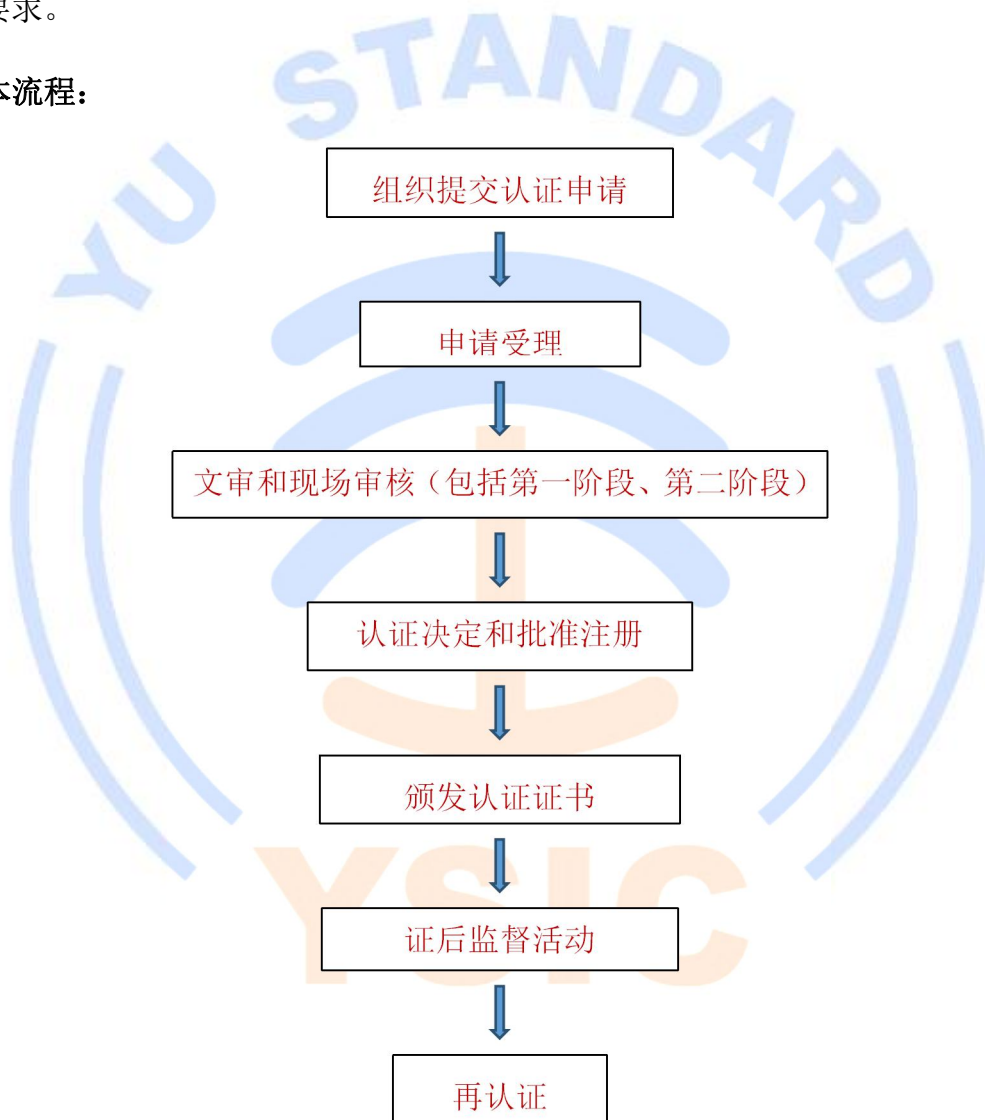 要求。
本流程:
YU STANDARD
组织提交认证申请
申请受理
文审和现场审核（包括第一阶段、第二阶段）
认证决定和批准注册
颁发认证证书
YSIC
证后监督活动
再认证